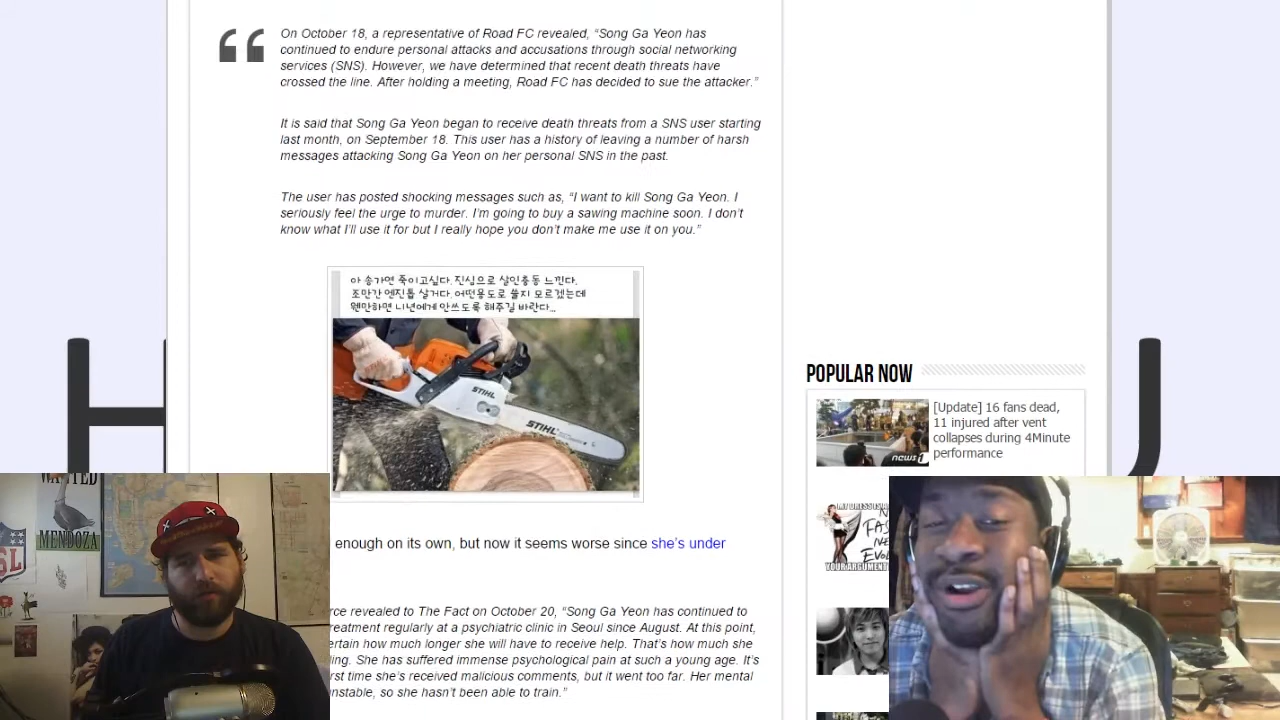 On October 18, a representative of Road FC revealed, “Song Ga Yeon has
continued to endure personal attacks and accusations through social networking
services (SNS). However, we have determined that recent death threats have
crossed the line. After holding a meeting, Road FC has decided to sue the attacker.”
It is said that Song Ga Yeon began to receive death threats from a SNS user starting
last month, on September 18. This user has a history of leaving a number of harsh
messages attacking Song Ga Yeon on her personal SNS in the past.
The user has posted shocking messages such as, “I want to kill Song Ga Yeon. I
seriously feel the urge to murder. I’m going to buy a sawing machine soon. I don’t
know what I’ll use it for but I really hope you don’t make me use it on you.”
아 송가연 죽이고싶다. 진심으로 살인충동 느낀다.
조만간 엔진톱 살거다. 어떤용도로 쓸지 모르겠는데
웬만하면 니년에게 안쓰도록 해주길 바란다...
STIHL
STIHL
H
U
POPULAR NOW
[Update] 16 fans dead,
11 injured after vent
collapses during 4Minute
performance
news1
MY DRESS IS A
YOUR ARGUMENT
enough on its own, but now it seems worse since she’s under
revealed to The Fact on October 20, “Song Ga Yeon has continued to
treatment regularly at a psychiatric clinic in Seoul since August. At this point,
how much longer she will have to receive help. That’s how much she
She has suffered immense psychological pain at such a young age. It’s
time she’s received malicious comments, but it went too far. Her mental
so she hasn’t been able to train.”
WANTED
MENDOZA